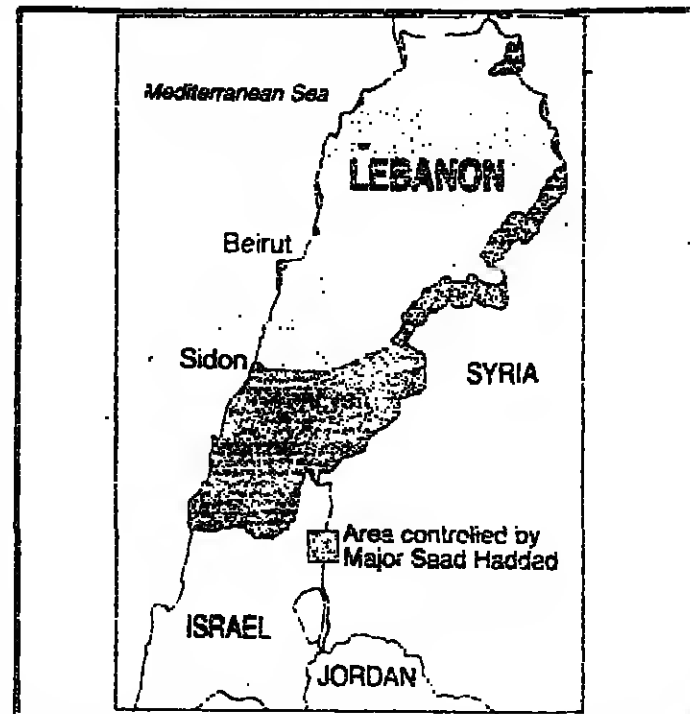 Mediterranean Sea
LEBANON
Beirut
Sidon
SYRIA
Area controlled by
Major Saad Haddad
ISRAEL
JORDAN